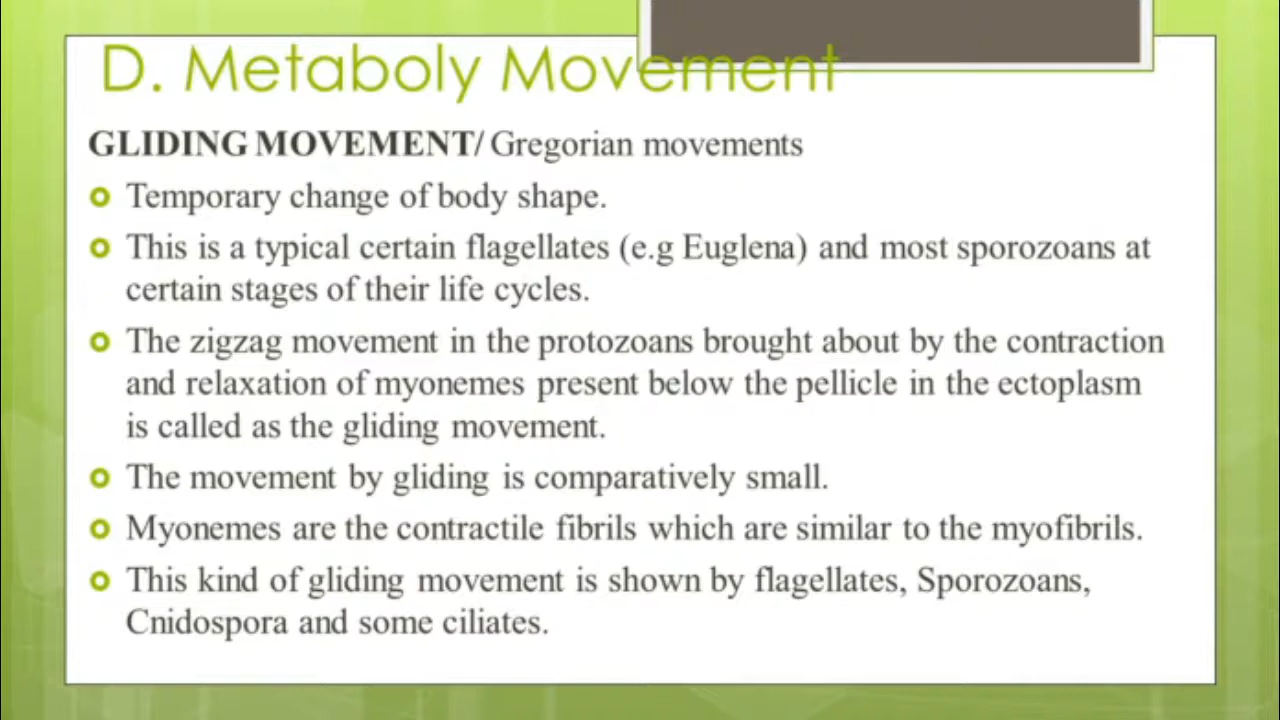 D. Metaboly Movement
GLIDING MOVEMENT/ Gregorian movements
Temporary change of body shape.
This is a typical certain flagellates (e.g Euglena) and most sporozoans at
certain stages of their life cycles.
The zigzag movement in the protozoans brought about by the contraction
and relaxation of myonemes present below the pellicle in the ectoplasm
is called as the gliding movement.
The movement by gliding is comparatively small.
Myonemes are the contractile fibrils which are similar to the myofibrils.
This kind of gliding movement is shown by flagellates, Sporozoans,
Cnidospora and some ciliates.